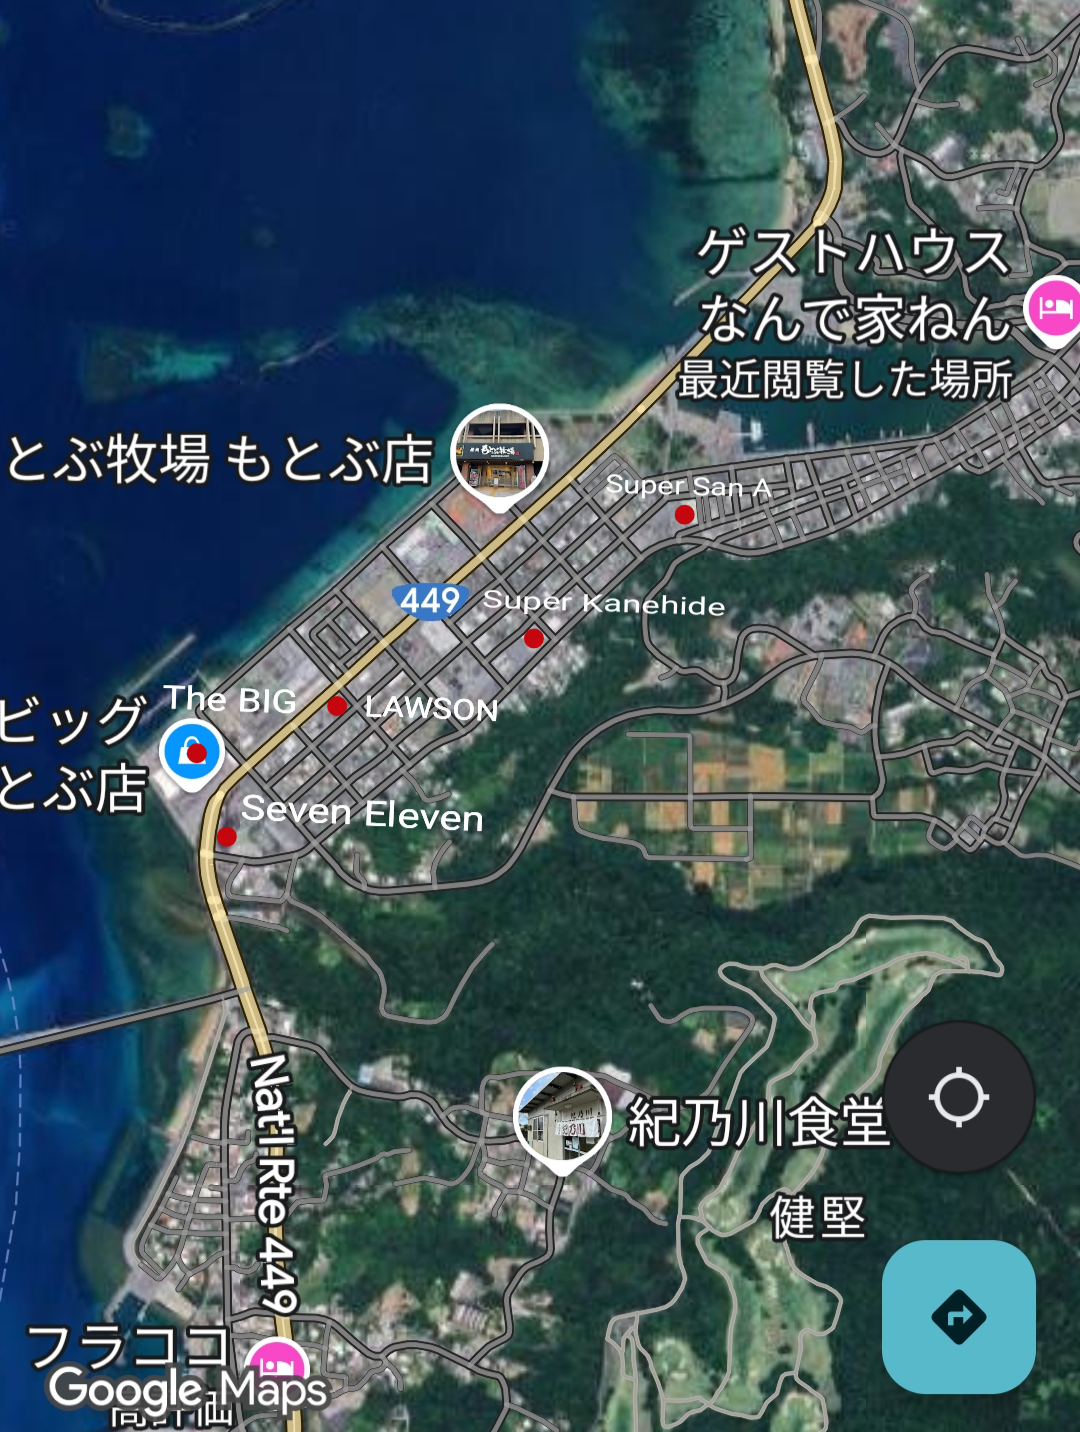 ゲストハウス
なんで家ねん
最近閲覧した場所
とぶ牧場 もとぶ店
Super San A
449
Super Kanehide
The BIG
LAWSON
ビッグ
とぶ店
Seven Eleven
紀乃川食堂
健堅
Nat'l Rte 449
フラココ
Google Maps
高評価